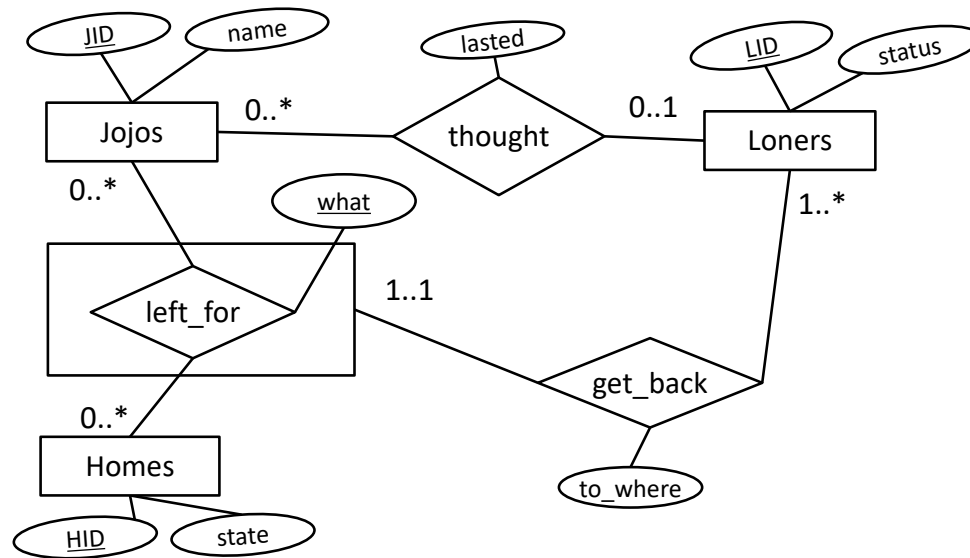 JID
name
lasted
LID
status
Jojos
0..*
thought
0..1
Loners
0..*
what
1..*
left_for
1..1
get_back
0..*
Homes
to_where
HID
state